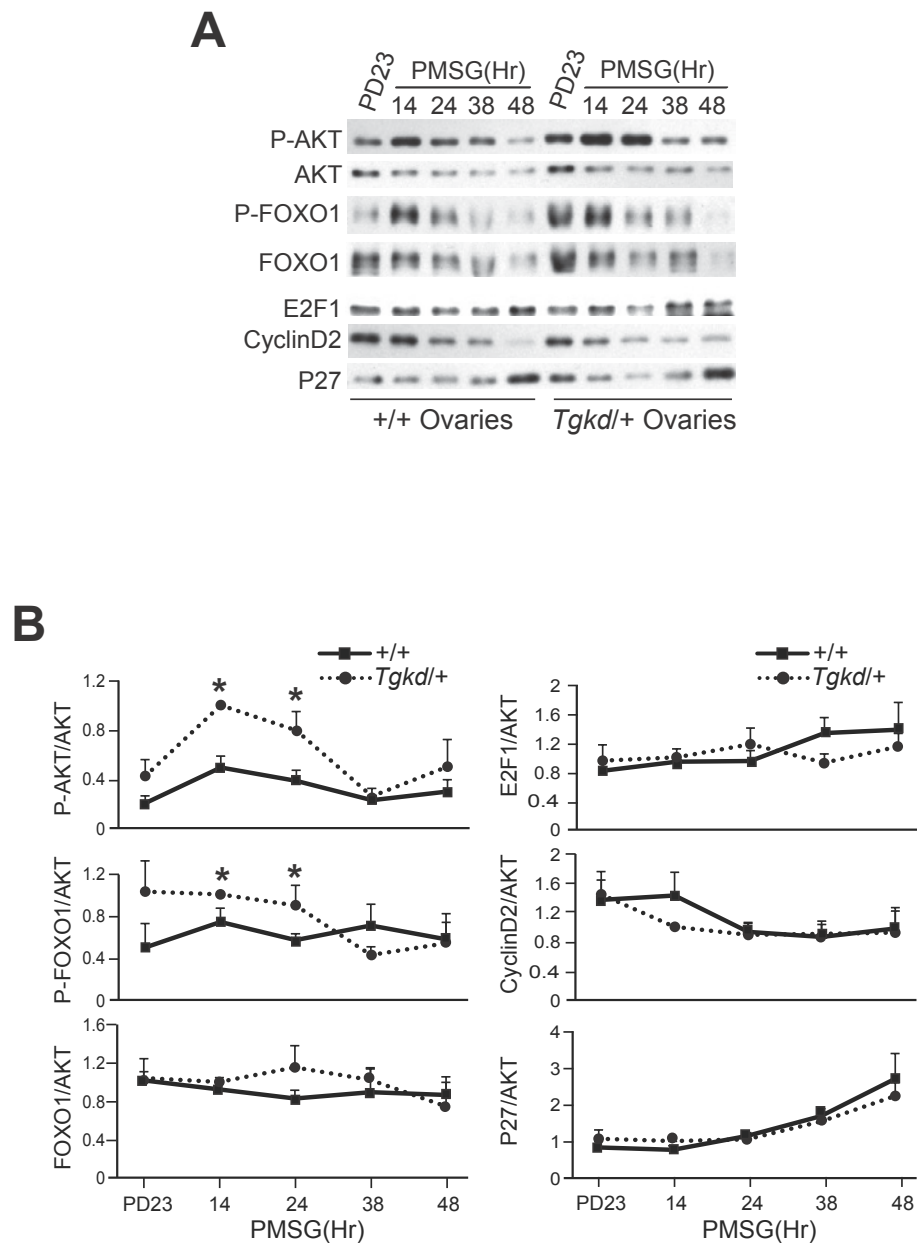 A
PD23 PMSG(Hr) PD23 PMSG(Hr)
14 24 38 48 14 24 38 48
P-AKT
AKT
P-FOXO1
FOXO1
E2F1
CyclinD2
P27
+/+ Ovaries Tgkd/+ Ovaries
B
+/+
Tgkd/+
P-AKT/AKT
1.2
0.8
0.4
0
* *
P-FOXO1/AKT
1.2
0.8
0.4
0
* *
FOXO1/AKT
1.6
1.2
0.8
0.4
0
PD23 14 24 38 48
PMSG(Hr)
+/+
Tgkd/+
E2F1/AKT
2
1.6
1.2
0.8
0.4
0
CyclinD2/AKT
2
1.6
1.2
0.8
0.4
0
P27/AKT
4
3
2
1
0
PD23 14 24 38 48
PMSG(Hr)